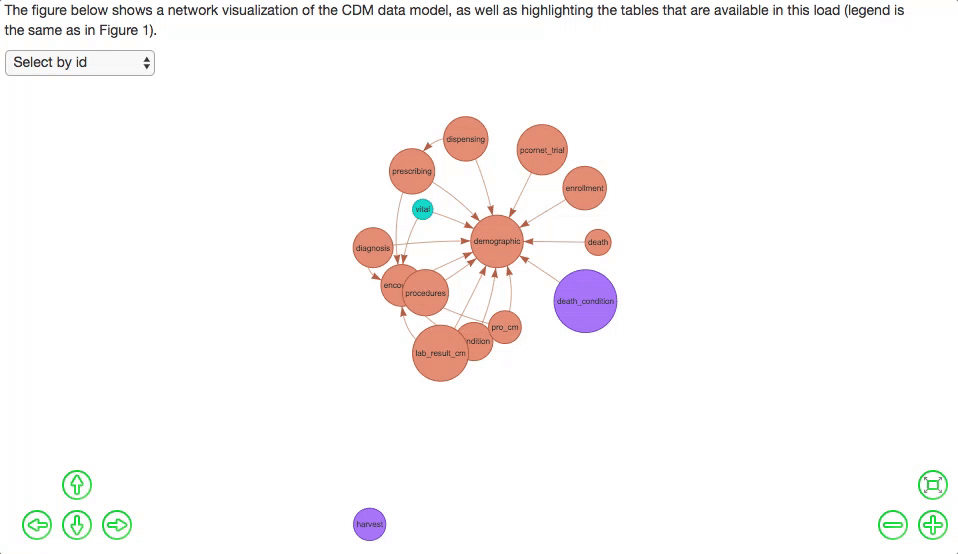 The figure below shows a network visualization of the CDM data model, as well as highlighting the tables that are available in this load (legend is
the same as in Figure 1).
Select by id
dispensing
pcornet_trial
prescribing
enrollment
vital
demographic
death
diagnosis
procedures
death_condition
pro_cm
lab_result_cm
harvest